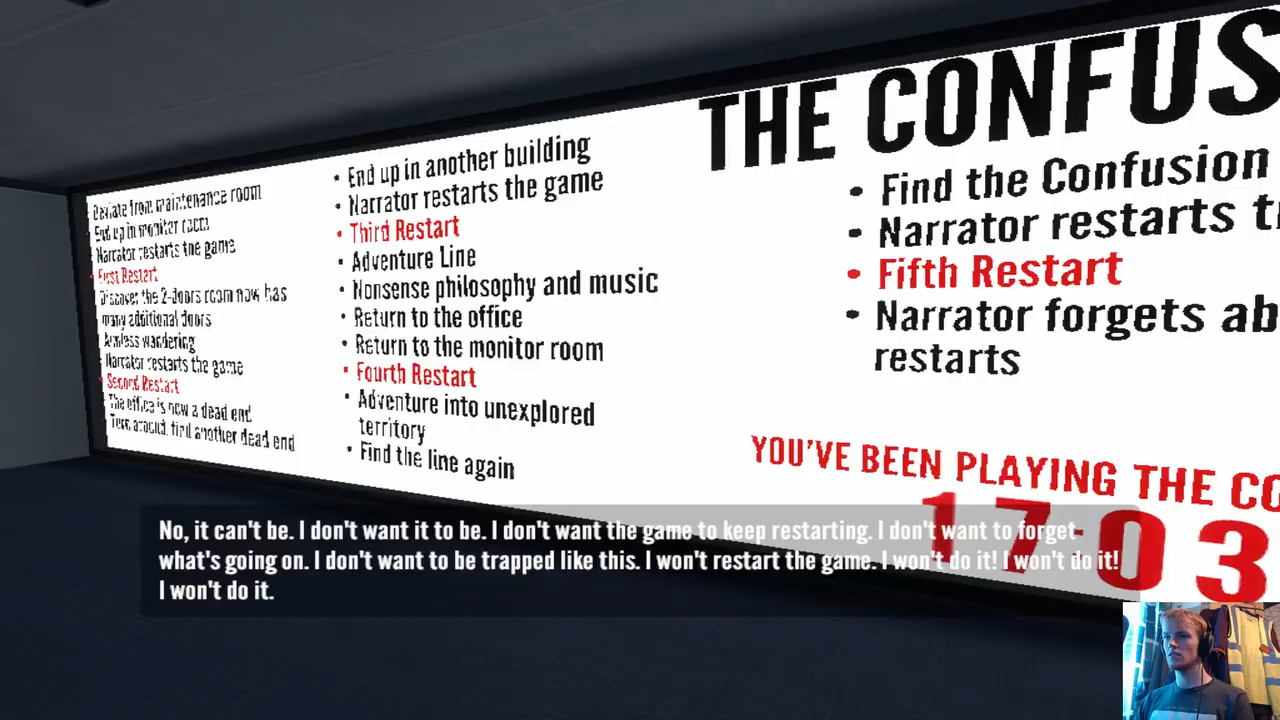 Deviate from maintenance room
End up in monitor room
Narrator restarts the game
• First Restart
Discover the 2-doors room now has
many additional doors
Aimless wandering
Narrator restarts the game
• Second Restart
The office is now a dead end
Turn around, find another dead end
• End up in another building
• Narrator restarts the game
• Third Restart
• Adventure Line
• Nonsense philosophy and music
• Return to the office
• Return to the monitor room
• Fourth Restart
• Adventure into unexplored
territory
• Find the line again
THE CONFUS
• Find the Confusion
• Narrator restarts t
• Fifth Restart
• Narrator forgets ab
restarts
YOU'VE BEEN PLAYING THE CO
17:03
No, it can't be. I don't want it to be. I don't want the game to keep restarting. I don't want to forget
what's going on. I don't want to be trapped like this. I won't restart the game. I won't do it! I won't do it!
I won't do it.